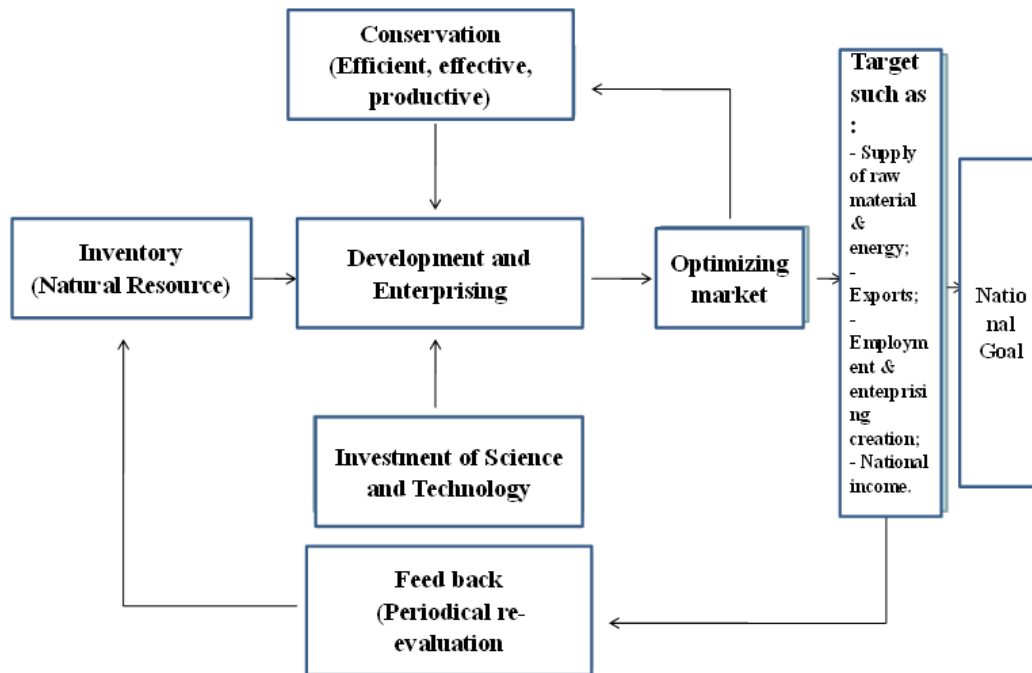 Conservation
(Efficient, effective,
productive)
Inventory
(Natural Resource)
Development and
Enterprising
Optimizing
market
Investment of Science
and Technology
Feed back
(Periodical re-
evaluation
Target
such as
:
- Supply
of raw
material
&
energy;
-
Exports;
-
Employm
ent &
enterprisi
ng
creation;
- National
income.
Natio
nal
Goal